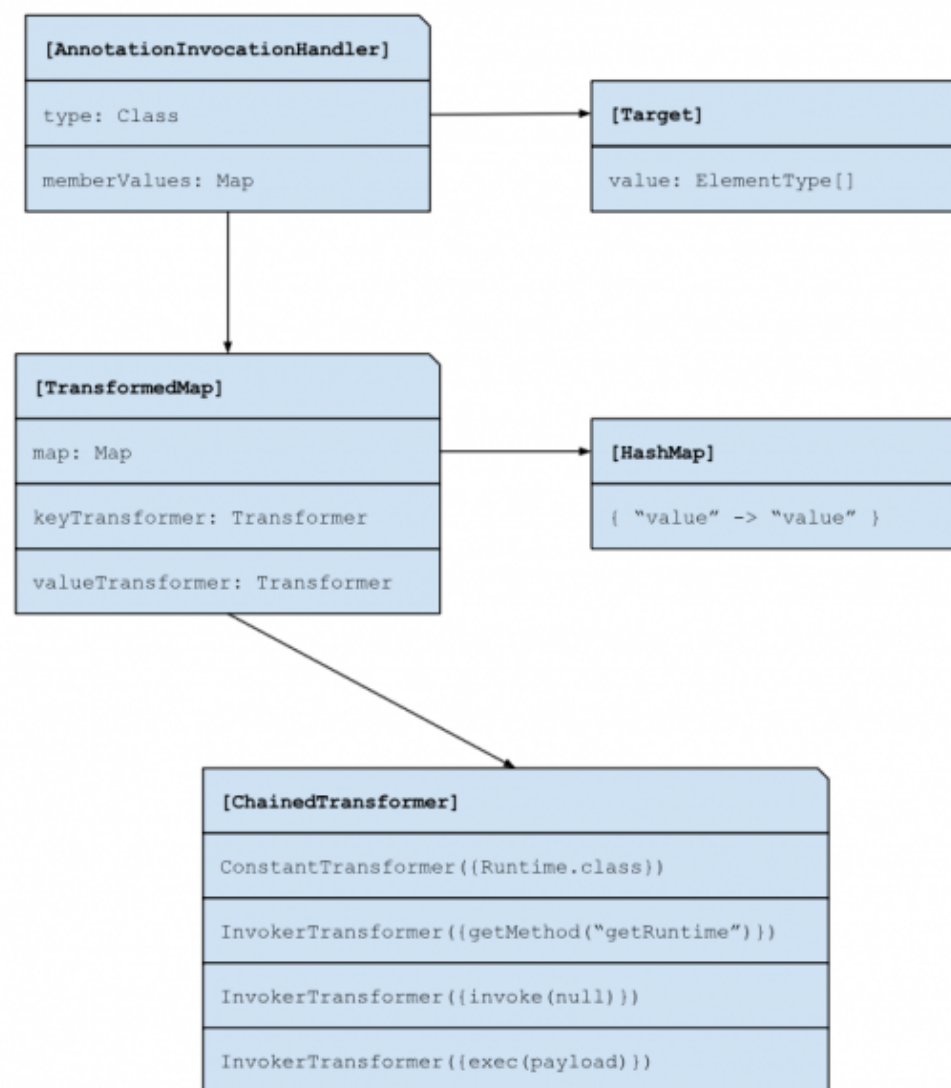 [AnnotationInvocationHandler]
type: Class
memberValues: Map
[Target]
value: ElementType[]
[TransformedMap]
map: Map
keyTransformer: Transformer
valueTransformer: Transformer
[HashMap]
{ “value” -> “value” }
[ChainedTransformer]
ConstantTransformer({Runtime.class})
InvokerTransformer({getMethod(“getRuntime”)})
InvokerTransformer({invoke(null)})
InvokerTransformer({exec(payload)})